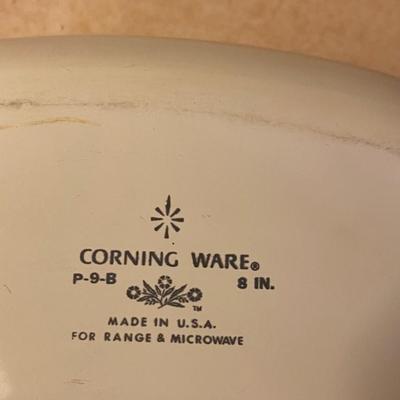 CORNING WARE®
P-9-B 8 IN.
TM
MADE IN U.S.A.
FOR RANGE & MICROWAVE